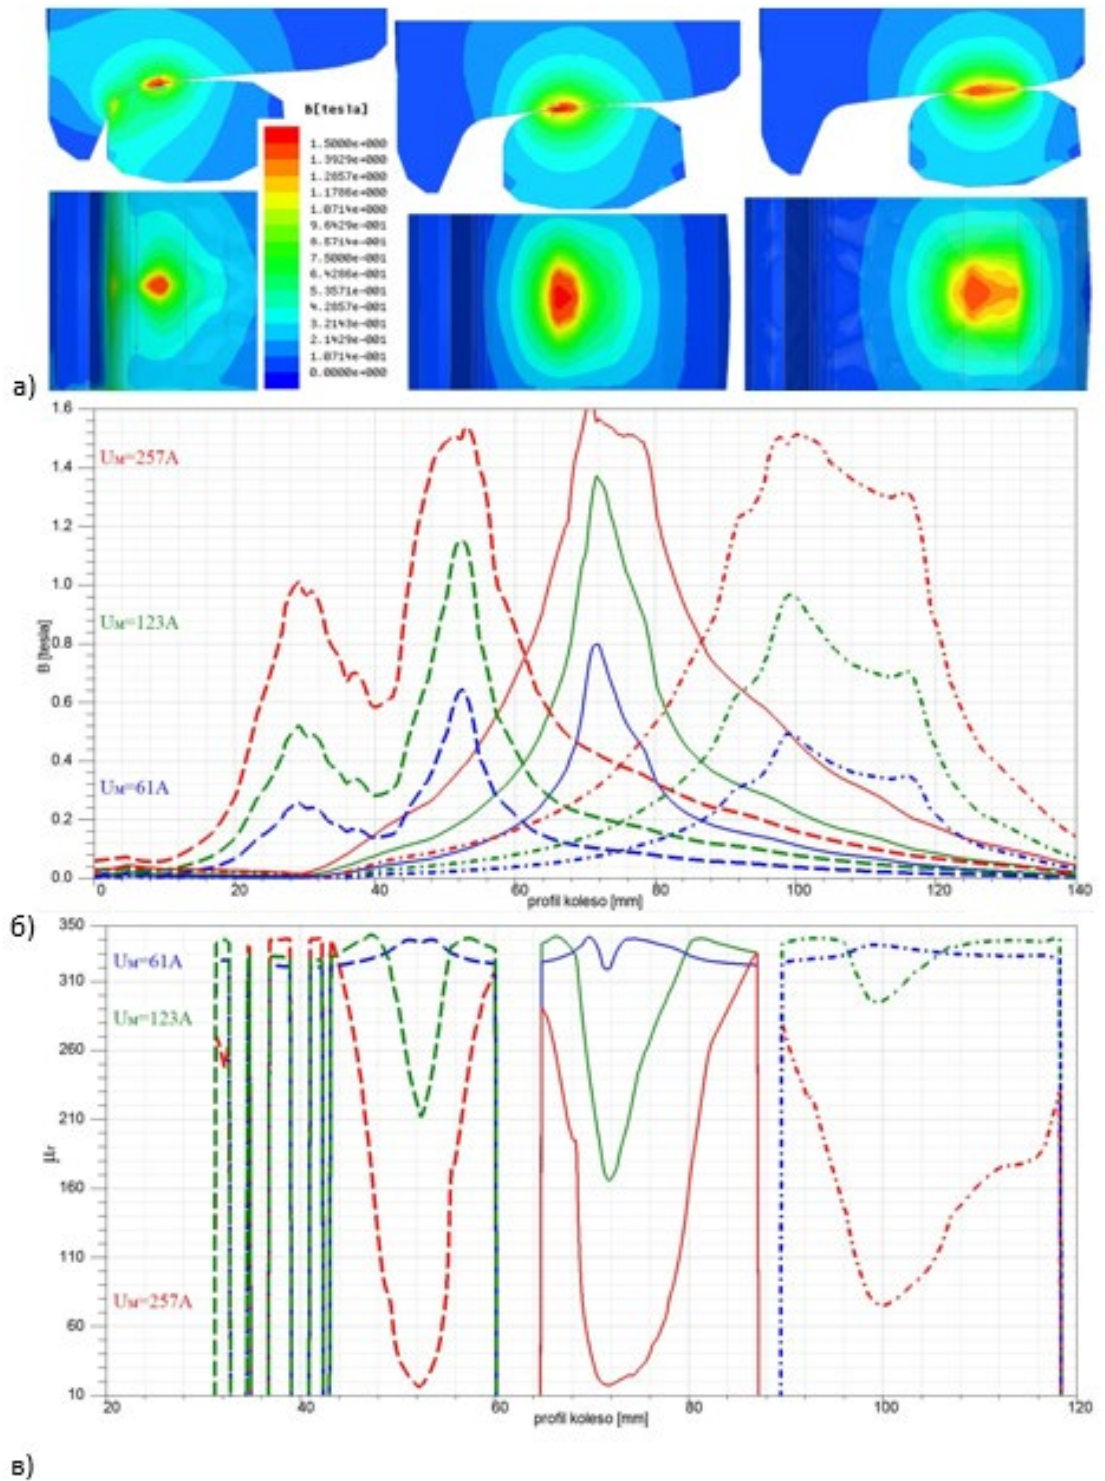 B[tesla]
1.5000e+000
1.3929e+000
1.2857e+000
1.1786e+000
1.0714e+000
9.6429e-001
8.5714e-001
7.5000e-001
6.4286e-001
5.3571e-001
4.2857e-001
3.2143e-001
2.1429e-001
1.0714e-001
0.0000e+000
а)
1.6
1.4
1.2
1.0
0.8
0.6
0.4
0.2
0.0
B [tesla]
Uм=257A
Uм=123A
Uм=61A
0 20 40 60 80 100 120 140
profil koleso [mm]
б)
350
310
260
210
160
110
60
10
µr
Uм=61A
Uм=123A
Uм=257A
20 40 60 80 100 120
profil koleso [mm]
в)